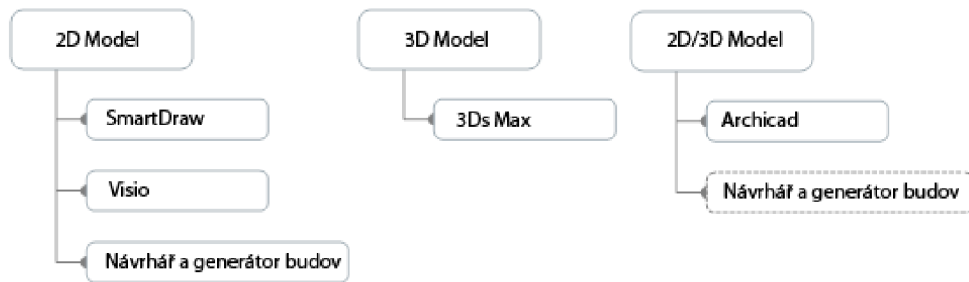 2D Model
SmartDraw
Visio
Návrhář a generátor budov
3D Model
3Ds Max
2D/3D Model
Archicad
Návrhář a generátor budov